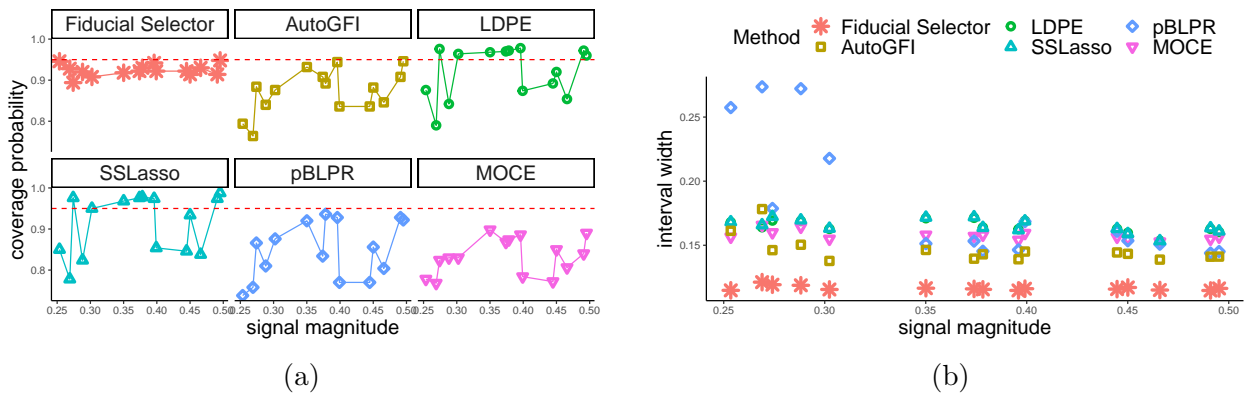 Fiducial Selector AutoGFI LDPE
1.0
0.9
0.8
SSLasso pBLPR MOCE
1.0
0.9
0.8
coverage probability
0.25 0.30 0.35 0.40 0.45 0.50 0.25 0.30 0.35 0.40 0.45 0.50 0.25 0.30 0.35 0.40 0.45 0.50
signal magnitude
(a)
Method Fiducial Selector LDPE pBLPR
AutoGFI SSLasso MOCE
0.25
0.20
0.15
interval width
0.25 0.30 0.35 0.40 0.45 0.50
signal magnitude
(b)